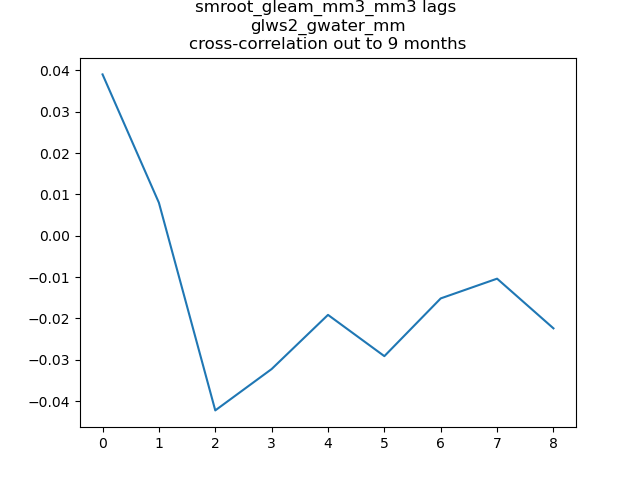 smroot_gleam_mm3_mm3 lags
glws2_gwater_mm
cross-correlation out to 9 months
0.04
0.03
0.02
0.01
0.00
−0.01
−0.02
−0.03
−0.04
0 1 2 3 4 5 6 7 8